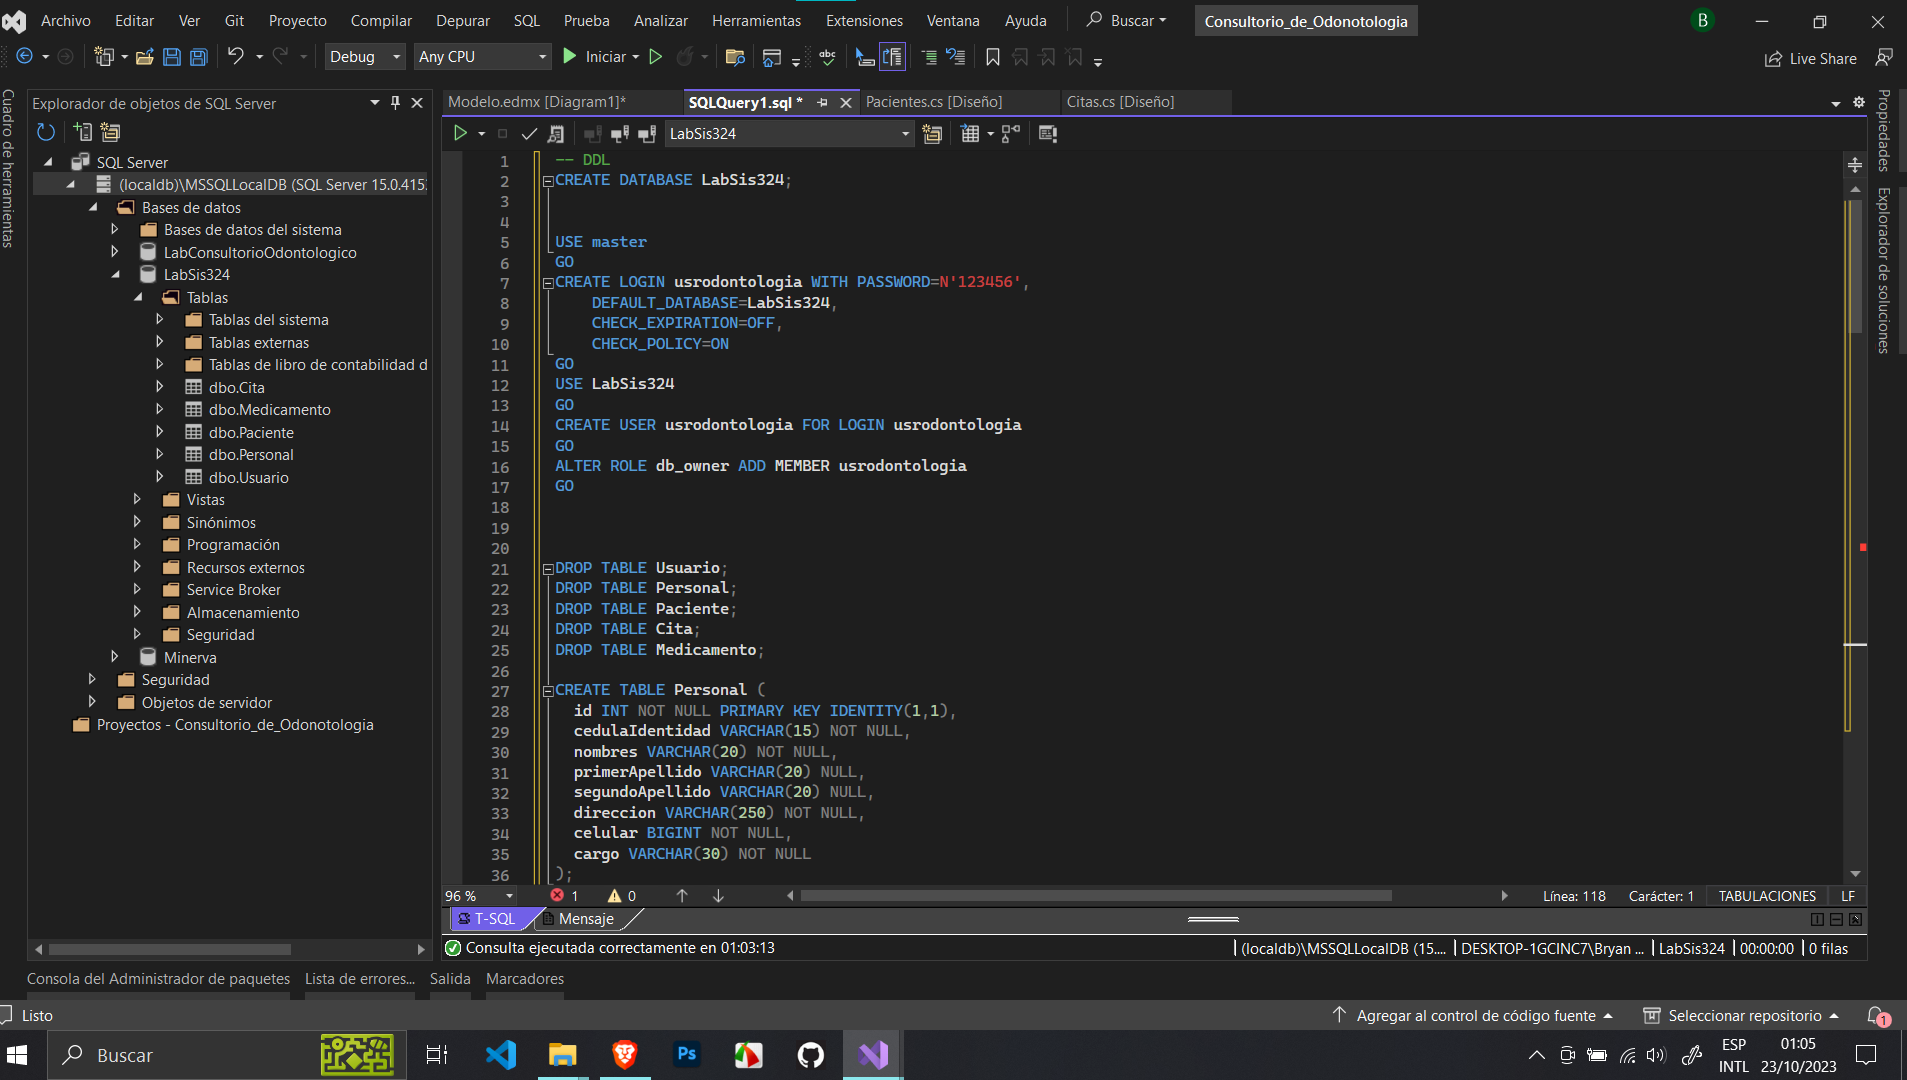 Archivo Editar Ver Git Proyecto Compilar Depurar SQL Prueba Analizar Herramientas Extensiones Ventana Ayuda Buscar Consultorio_de_Odonotologia B
Debug Any CPU Iniciar abc Live Share
Cuadro de herramientas
Explorador de objetos de SQL Server
SQL Server
(localdb)\MSSQLLocalDB (SQL Server 15.0.415
Bases de datos
Bases de datos del sistema
LabConsultorioOdontologico
LabSis324
Tablas
Tablas del sistema
Tablas externas
Tablas de libro de contabilidad d
dbo.Cita
dbo.Medicamento
dbo.Paciente
dbo.Personal
dbo.Usuario
Vistas
Sinónimos
Programación
Recursos externos
Service Broker
Almacenamiento
Seguridad
Minerva
Seguridad
Objetos de servidor
Proyectos - Consultorio_de_Odonotologia
Modelo.edmx [Diagram1]* SQLQuery1.sql * Pacientes.cs [Diseño] Citas.cs [Diseño]
LabSis324
1 -- DDL
2 CREATE DATABASE LabSis324;
3
4
5 USE master
6 GO
7 CREATE LOGIN usrodontologia WITH PASSWORD=N'123456',
8 DEFAULT_DATABASE=LabSis324,
9 CHECK_EXPIRATION=OFF,
10 CHECK_POLICY=ON
11 GO
12 USE LabSis324
13 GO
14 CREATE USER usrodontologia FOR LOGIN usrodontologia
15 GO
16 ALTER ROLE db_owner ADD MEMBER usrodontologia
17 GO
18
19
20
21 DROP TABLE Usuario;
22 DROP TABLE Personal;
23 DROP TABLE Paciente;
24 DROP TABLE Cita;
25 DROP TABLE Medicamento;
26
27 CREATE TABLE Personal (
28 id INT NOT NULL PRIMARY KEY IDENTITY(1,1),
29 cedulaIdentidad VARCHAR(15) NOT NULL,
30 nombres VARCHAR(20) NOT NULL,
31 primerApellido VARCHAR(20) NULL,
32 segundoApellido VARCHAR(20) NULL,
33 direccion VARCHAR(250) NOT NULL,
34 celular BIGINT NOT NULL,
35 cargo VARCHAR(30) NOT NULL
36 );
Propiedades
Explorador de soluciones
96 % 1 0 Línea: 118 Carácter: 1 TABULACIONES LF
T-SQL Mensaje
Consulta ejecutada correctamente en 01:03:13 (localdb)\MSSQLLocalDB (15.... DESKTOP-1GCINC7\Bryan ... LabSis324 00:00:00 0 filas
Consola del Administrador de paquetes Lista de errores... Salida Marcadores
Listo Agregar al control de código fuente Seleccionar repositorio 1
Buscar Ps ESP 01:05
INTL 23/10/2023